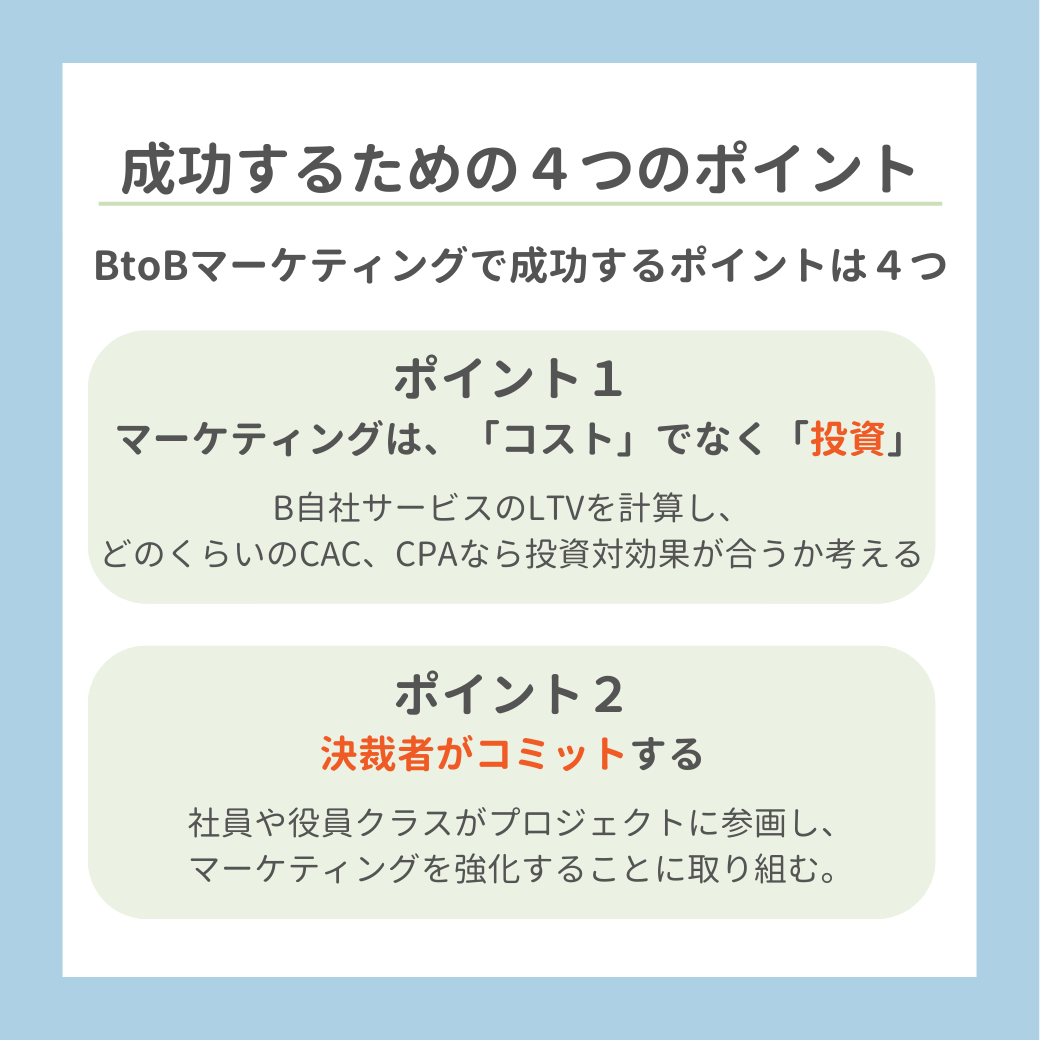 成功するための４つのポイント
BtoBマーケティングで成功するポイントは４つ
ポイント１
マーケティングは、「コスト」でなく「投資」
B自社サービスのLTVを計算し、
どのくらいのCAC、CPAなら投資対効果が合うか考える
ポイント２
決裁者がコミットする
社員や役員クラスがプロジェクトに参画し、
マーケティングを強化することに取り組む。